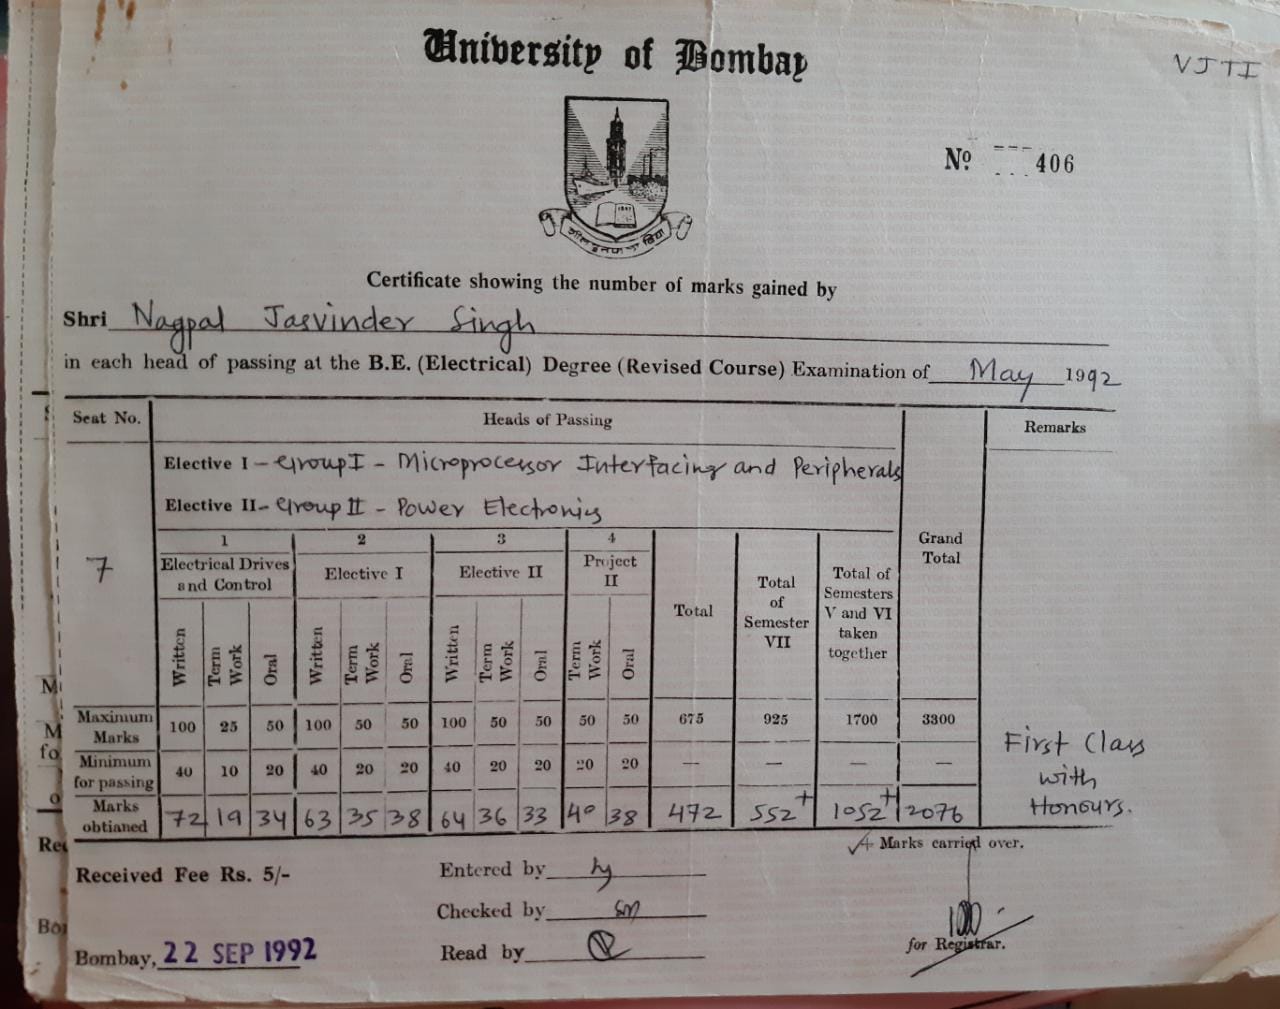 University of Bombay
VJTI
No 406
1857
Certificate showing the number of marks gained by
Shri Nagpal Jasvinder Singh
in each head of passing at the B.E. (Electrical) Degree (Revised Course) Examination of May 1992
Seat No. Heads of Passing Grand Total Remarks
Elective I - Group I - Microprocessor Interfacing and Peripherals
Elective II- Group II - Power Electronics
7
1 2 3 4
Electrical Drives and Control Elective I Elective II Project II Total Total of Semester VII Total of Semesters V and VI taken together
Written Term Work Oral Written Term Work Oral Written Term Work Oral Term Work Oral
Maximum Marks 100 25 50 100 50 50 100 50 50 50 50 675 925 1700 3300
Minimum for passing 40 10 20 40 20 20 40 20 20 20 20 — — — —
Marks obtianed 72 19 34 63 35 38 64 36 33 40 38 472 552+ 1052+ 2076
First Class
with
Honours.
+ Marks carried over.
Received Fee Rs. 5/-
Entered by
Checked by
Read by
for Registrar.
Bombay, 22 SEP 1992